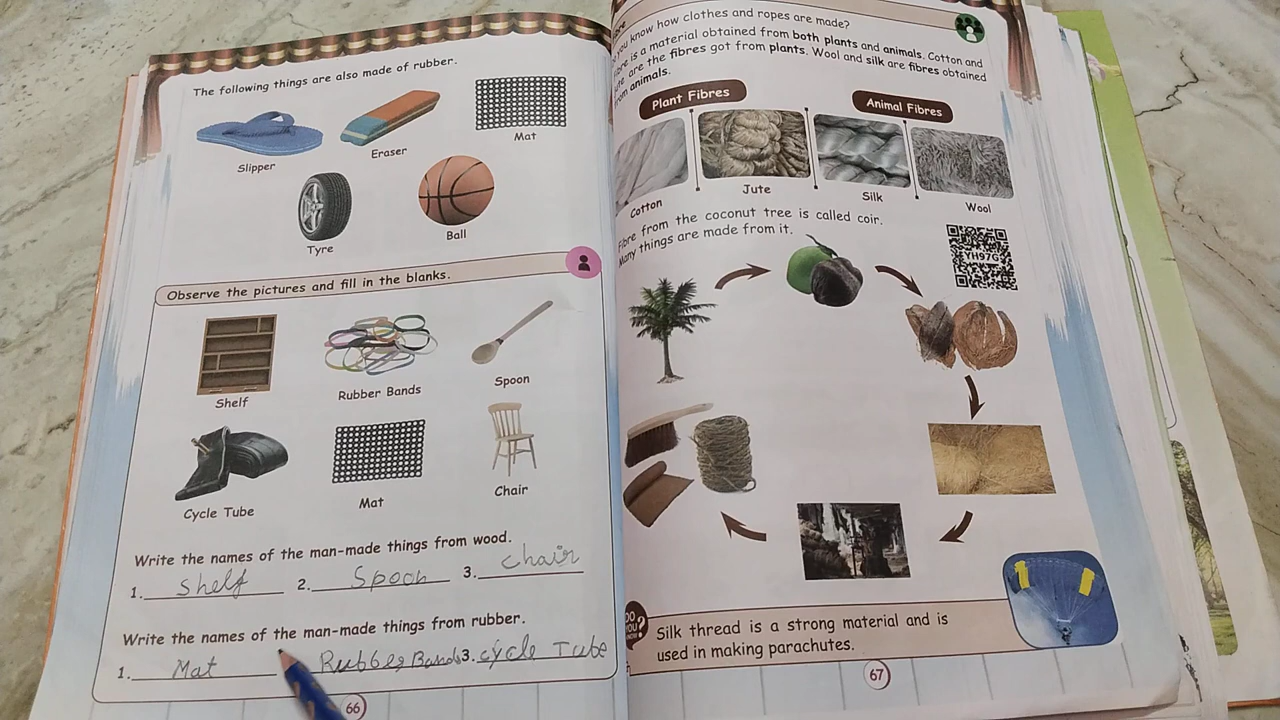 The following things are also made of rubber.
Slipper
Eraser
Mat
Tyre
Ball
Observe the pictures and fill in the blanks.
Shelf
Rubber Bands
Spoon
Cycle Tube
Mat
Chair
Write the names of the man-made things from wood.
1. Shelf 2. Spoon 3. chair
Write the names of the man-made things from rubber.
1. Mat Rubber Bands 3. cycle Tube
66
you know how clothes and ropes are made?
Fibre is a material obtained from both plants and animals. Cotton and
are the fibres got from plants. Wool and silk are fibres obtained
from animals.
Plant Fibres
Animal Fibres
Cotton
Jute
Silk
Wool
Fibre from the coconut tree is called coir.
Many things are made from it.
YH97G
DO YOU KNOW?
Silk thread is a strong material and is
used in making parachutes.
67